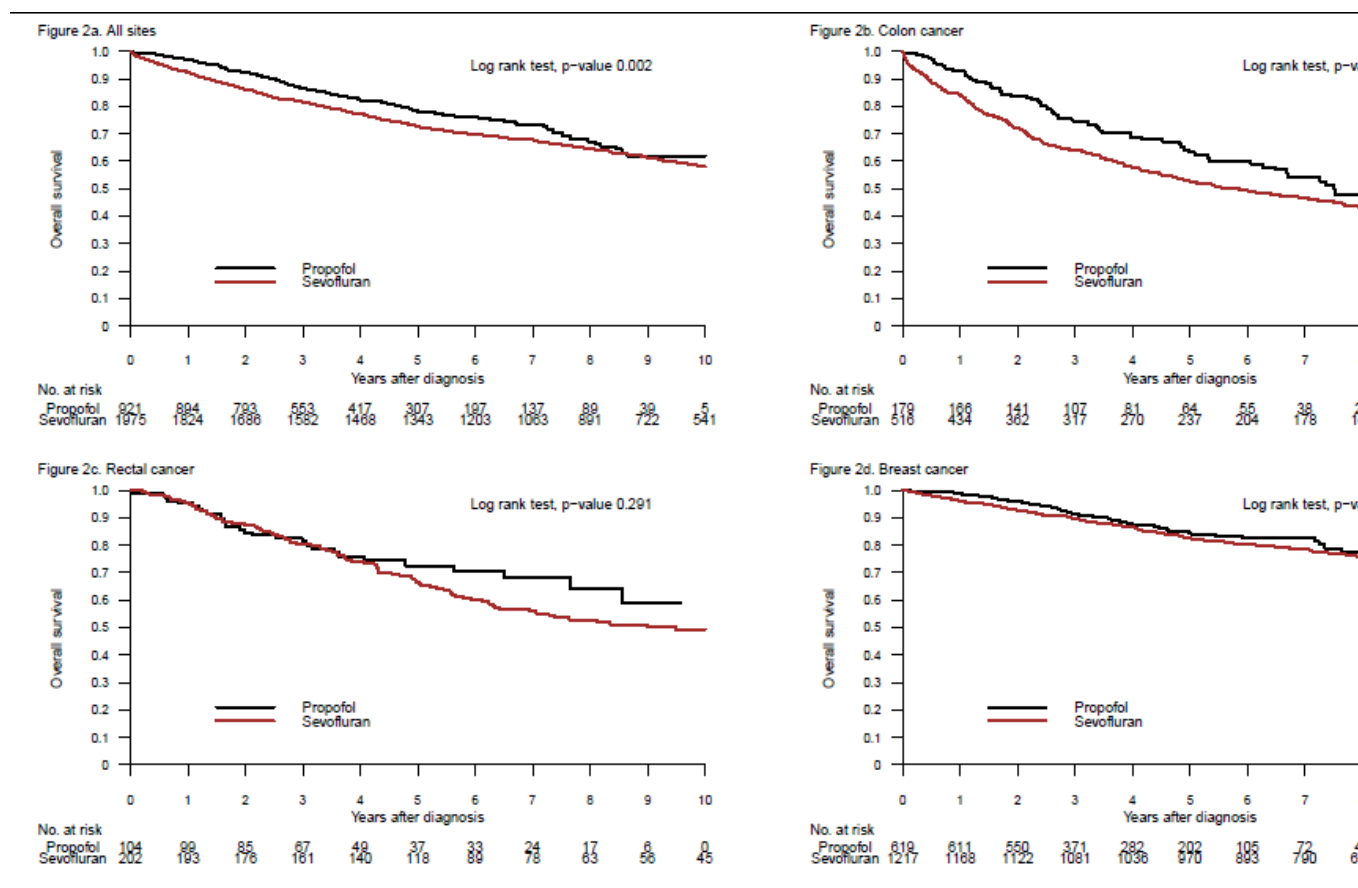 Figure 2a. All sites
Log rank test, p-value 0.002
1.0
0.9
0.8
0.7
0.6
0.5
0.4
0.3
0.2
0.1
0
Overall survival
Propofol
Sevofluran
0 1 2 3 4 5 6 7 8 9 10
Years after diagnosis
No. at risk
Propofol 921 894 793 553 417 307 197 137 89 39 5
Sevofluran 1975 1824 1686 1582 1468 1343 1203 1063 891 722 541
Figure 2b. Colon cancer
Log rank test, p-va
1.0
0.9
0.8
0.7
0.6
0.5
0.4
0.3
0.2
0.1
0
Overall survival
Propofol
Sevofluran
0 1 2 3 4 5 6 7
Years after diagnosis
No. at risk
Propofol 179 166 141 107 81 64 55 38
Sevofluran 516 434 362 317 270 237 204 178
Figure 2c. Rectal cancer
Log rank test, p-value 0.291
1.0
0.9
0.8
0.7
0.6
0.5
0.4
0.3
0.2
0.1
0
Overall survival
Propofol
Sevofluran
0 1 2 3 4 5 6 7 8 9 10
Years after diagnosis
No. at risk
Propofol 104 99 85 67 49 37 33 24 17 6 0
Sevofluran 202 193 176 161 140 118 89 78 63 56 45
Figure 2d. Breast cancer
Log rank test, p-va
1.0
0.9
0.8
0.7
0.6
0.5
0.4
0.3
0.2
0.1
0
Overall survival
Propofol
Sevofluran
0 1 2 3 4 5 6 7
Years after diagnosis
No. at risk
Propofol 619 611 550 371 282 202 105 72
Sevofluran 1217 1168 1122 1081 1036 970 893 790